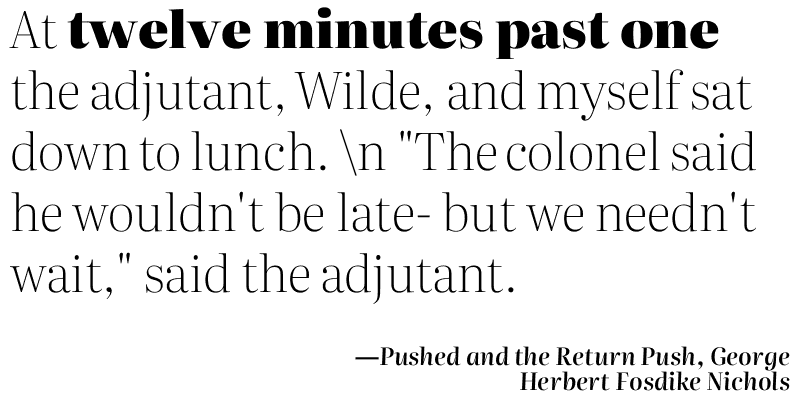 At twelve minutes past one
the adjutant, Wilde, and myself sat
down to lunch. \n "The colonel said
he wouldn't be late- but we needn't
wait," said the adjutant.
—Pushed and the Return Push, George
Herbert Fosdike Nichols